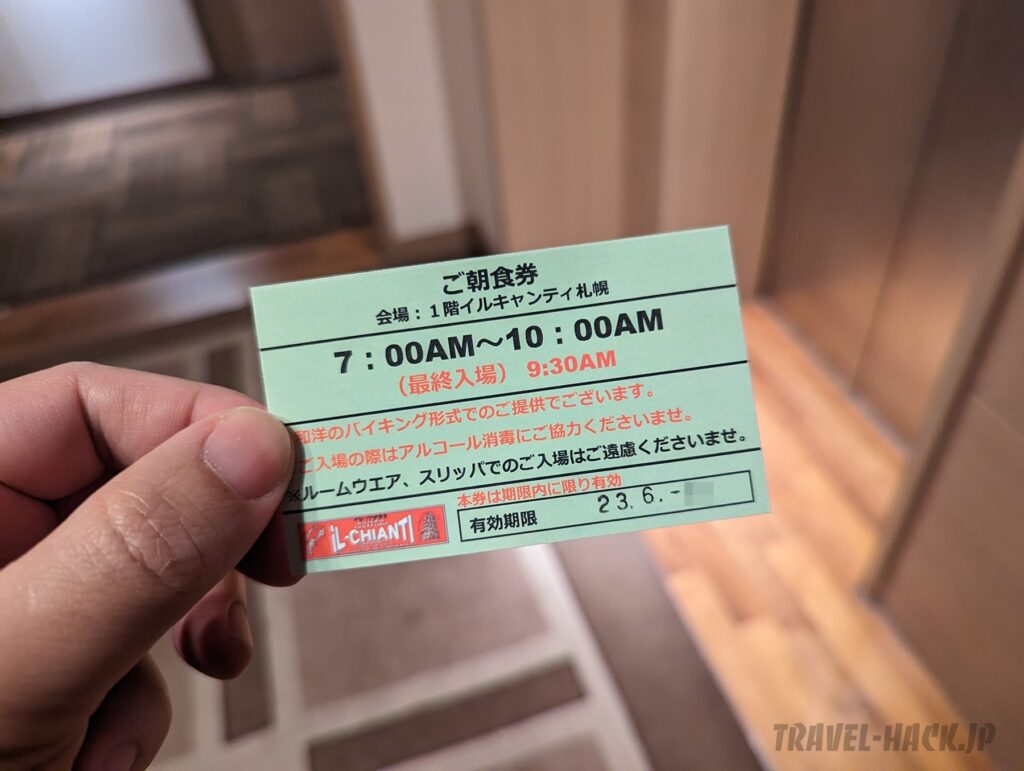 ご朝食券
会場：１階イルキャンティ札幌
7：00AM～10：00AM
（最終入場） 9:30AM
和洋のバイキング形式でのご提供でございます。
ご入場の際はアルコール消毒にご協力くださいませ。
※ルームウエア、スリッパでのご入場はご遠慮くださいませ。
本券は期限内に限り有効
有効期限 23.6.-
IL-CHIANTI
TRAVEL-HACK.JP